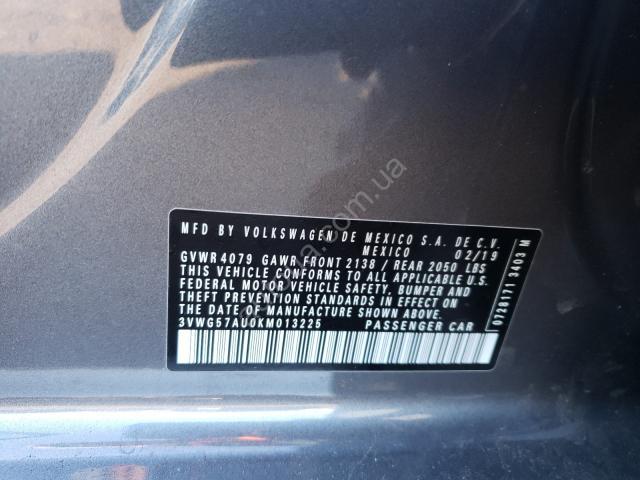 MFD BY VOLKSWAGEN DE MEXICO S.A. DE C.V.
MEXICO 02/19
GVWR 4079 GAWR FRONT 2138 / REAR 2050 LBS
THIS VEHICLE CONFORMS TO ALL APPLICABLE U.S.
FEDERAL MOTOR VEHICLE SAFETY, BUMPER AND
THEFT PREVENTION STANDARDS IN EFFECT
ON THE DATE OF MANUFACTURE SHOWN ABOVE.
3VWG57AU0KM013225 PASSENGER CAR
0726171 3403 M